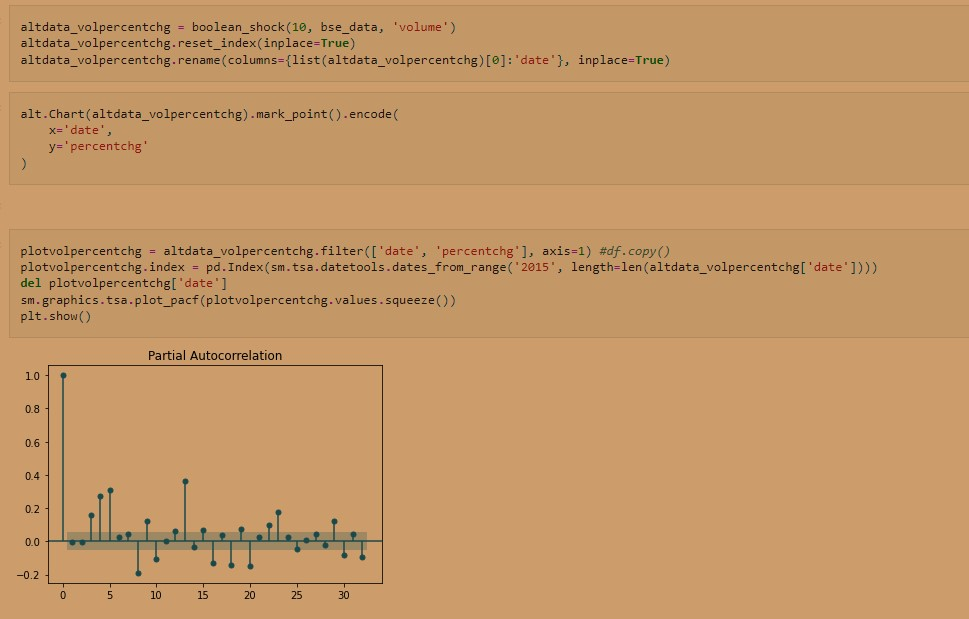 altdata_volpercentchg = boolean_shock(10, bse_data, 'volume')
altdata_volpercentchg.reset_index(inplace=True)
altdata_volpercentchg.rename(columns={list(altdata_volpercentchg)[0]:'date'}, inplace=True)
alt.Chart(altdata_volpercentchg).mark_point().encode(
    x='date',
    y='percentchg'
)
plotvolpercentchg = altdata_volpercentchg.filter(['date', 'percentchg'], axis=1) #df.copy()
plotvolpercentchg.index = pd.Index(sm.tsa.datetools.dates_from_range('2015', length=len(altdata_volpercentchg['date'])))
del plotvolpercentchg['date']
sm.graphics.tsa.plot_pacf(plotvolpercentchg.values.squeeze())
plt.show()
Partial Autocorrelation
1.0
0.8
0.6
0.4
0.2
0.0
−0.2
0 5 10 15 20 25 30